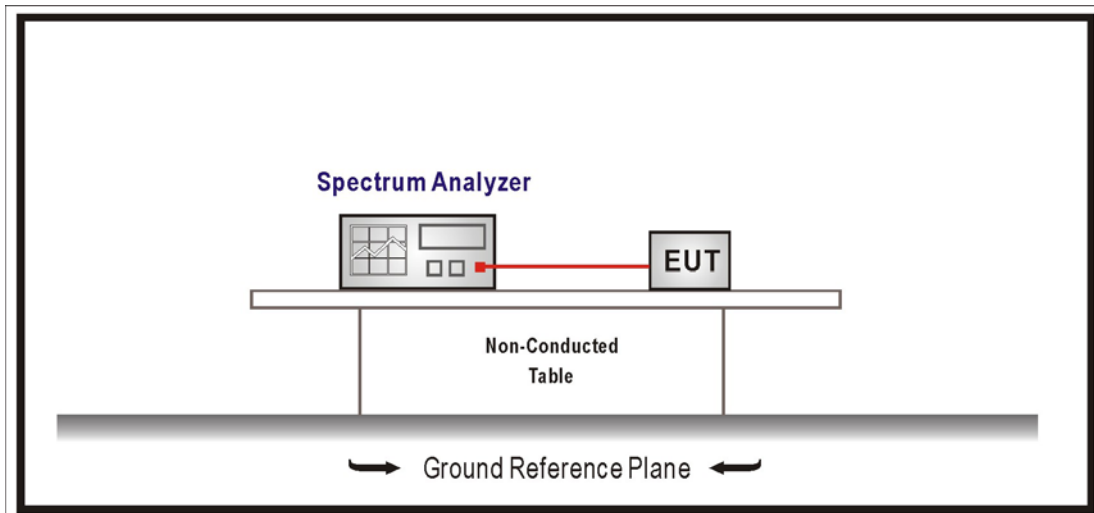 Spectrum Analyzer
EUT
Non-Conducted
Table
Ground Reference Plane